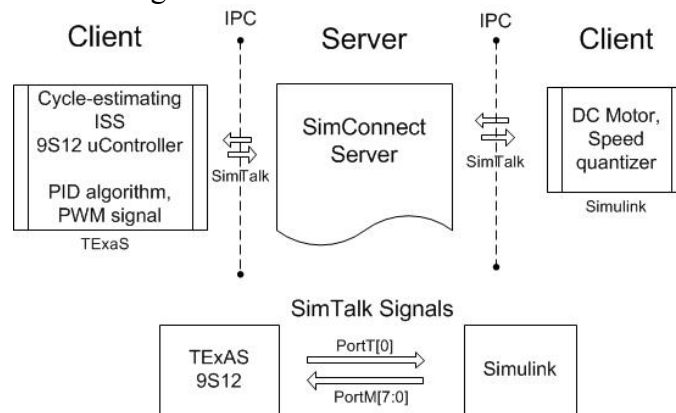 IPC
IPC
Client
Server
Client
Cycle-estimating
ISS
9S12 uController
PID algorithm,
PWM signal
TExaS
SimTalk
SimConnect
Server
SimTalk
DC Motor,
Speed
quantizer
Simulink
SimTalk Signals
TExAS
9S12
PortT[0]
PortM[7:0]
Simulink